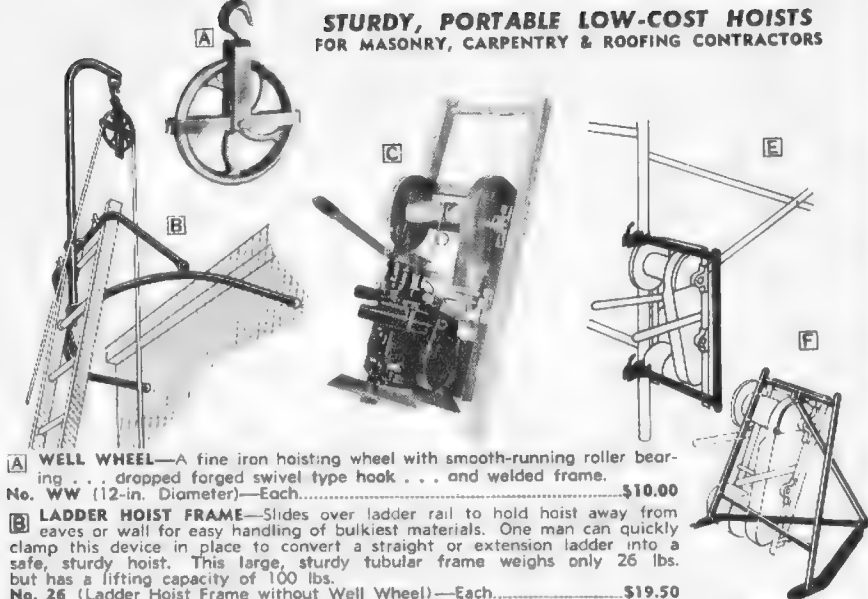 STURDY, PORTABLE LOW-COST HOISTS
FOR MASONRY, CARPENTRY & ROOFING CONTRACTORS
A
B
C
E
F
A WELL WHEEL—A fine iron hoisting wheel with smooth-running roller bear-
ing . . . dropped forged swivel type hook . . . and welded frame.
No. WW (12-in. Diameter)—Each..............................$10.00
B LADDER HOIST FRAME—Slides over ladder rail to hold hoist away from
eaves or wall for easy handling of bulkiest materials. One man can quickly
clamp this device in place to convert a straight or extension ladder into a
safe, sturdy hoist. This large, sturdy tubular frame weighs only 26 lbs.
but has a lifting capacity of 100 lbs.
No. 26 (Ladder Hoist Frame without Well Wheel)—Each..............$19.50